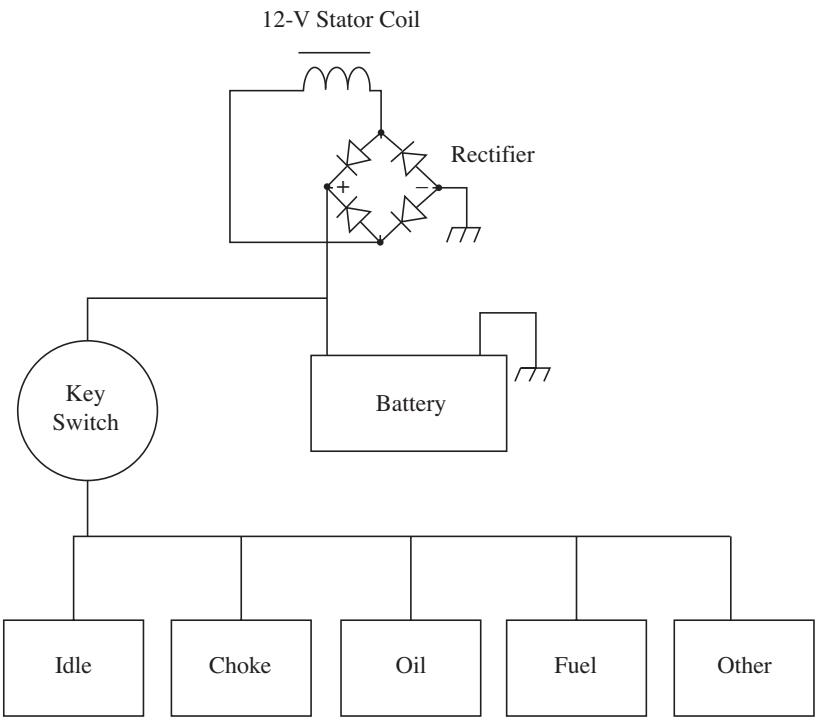 12-V Stator Coil
Rectifier
+ −
Key
Switch
Battery
Idle
Choke
Oil
Fuel
Other